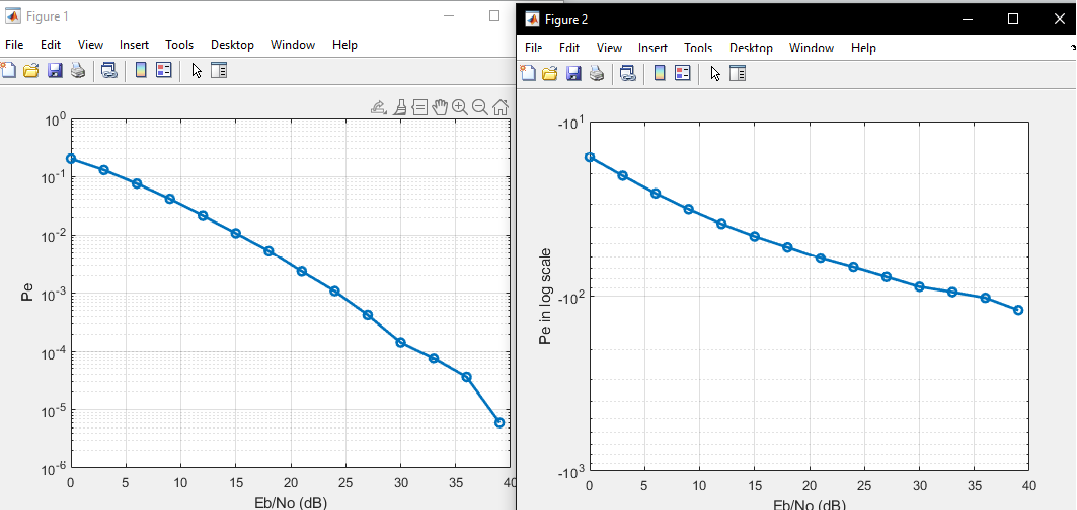 Figure 1
File Edit View Insert Tools Desktop Window Help
10^0
10^-1
10^-2
10^-3
10^-4
10^-5
10^-6
Pe
0 5 10 15 20 25 30 35 40
Eb/No (dB)
Figure 2
File Edit View Insert Tools Desktop Window Help
-10^1
-10^2
-10^3
Pe in log scale
0 5 10 15 20 25 30 35 40
Eb/No (dB)